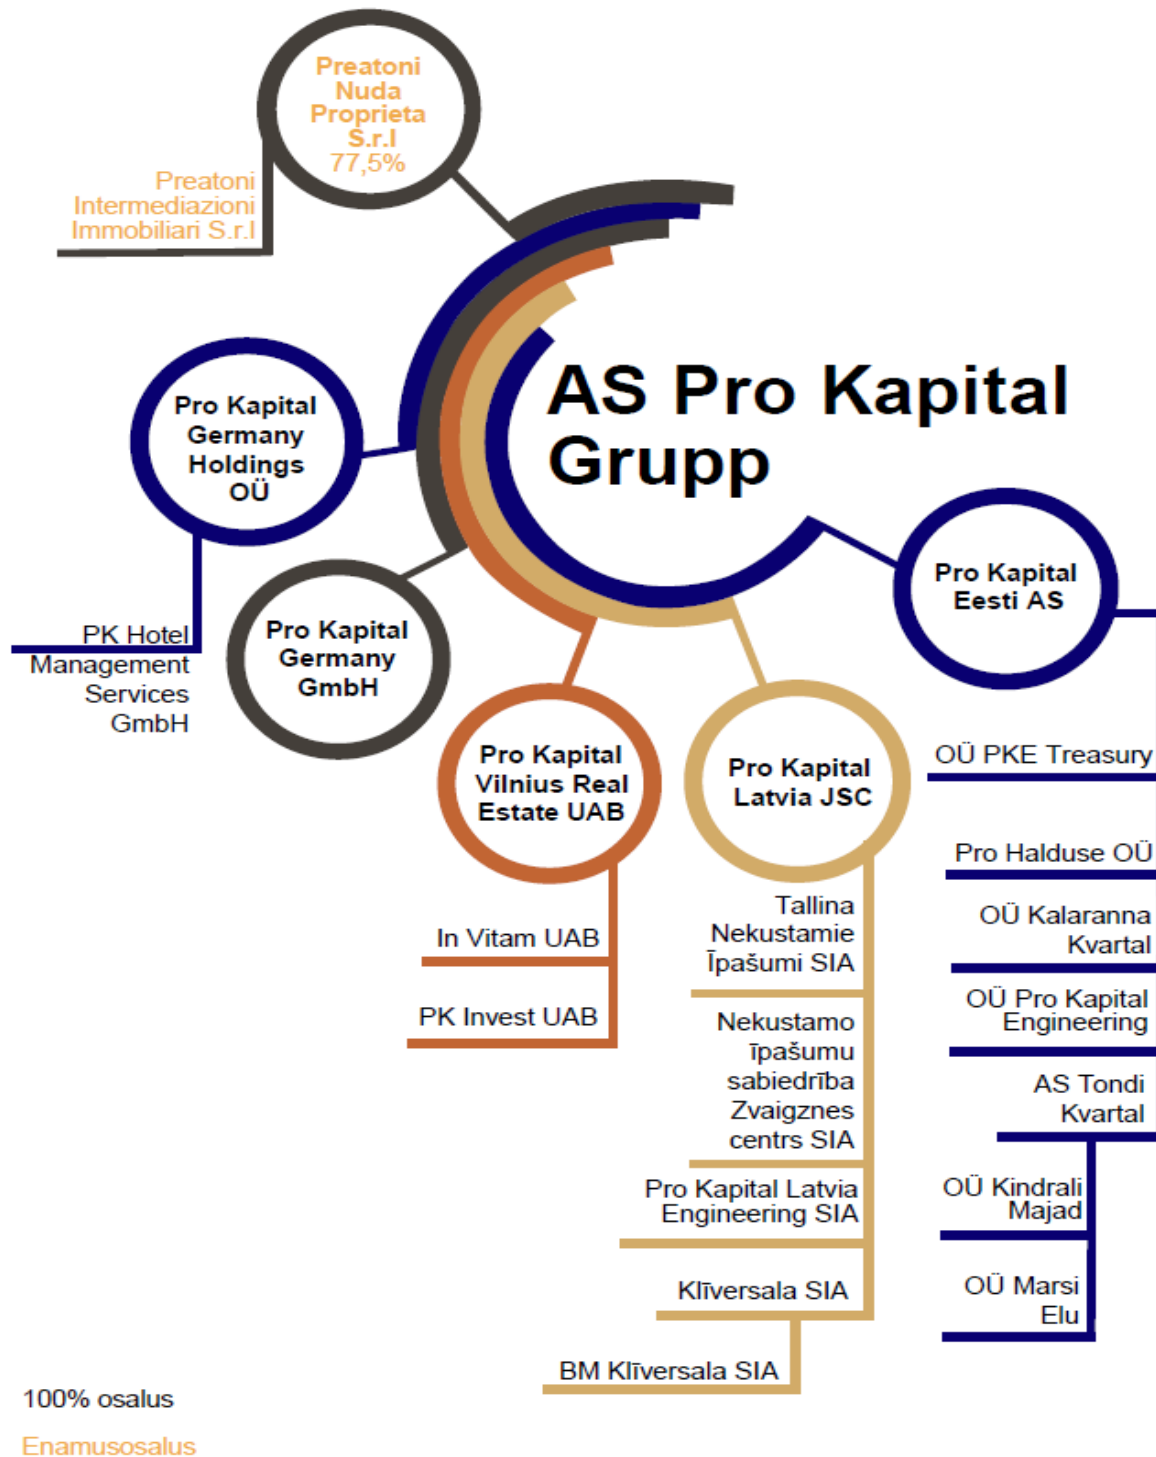 Preatoni
Nuda
Proprieta
S.r.l
77,5%
Preatoni
Intermediazioni
Immobiliari S.r.l
AS Pro Kapital
Grupp
Pro Kapital
Germany
Holdings
OÜ
PK Hotel
Management
Services
GmbH
Pro Kapital
Germany
GmbH
Pro Kapital
Vilnius Real
Estate UAB
In Vitam UAB
PK Invest UAB
Pro Kapital
Latvia JSC
Tallina
Nekustamie
Īpašumi SIA
Nekustamo
īpašumu
sabiedrība
Zvaigznes
centrs SIA
Pro Kapital Latvia
Engineering SIA
Klīversala SIA
BM Klīversala SIA
Pro Kapital
Eesti AS
OÜ PKE Treasury
Pro Halduse OÜ
OÜ Kalaranna
Kvartal
OÜ Pro Kapital
Engineering
AS Tondi
Kvartal
OÜ Kindrali
Majad
OÜ Marsi
Elu
100% osalus
Enamusosalus